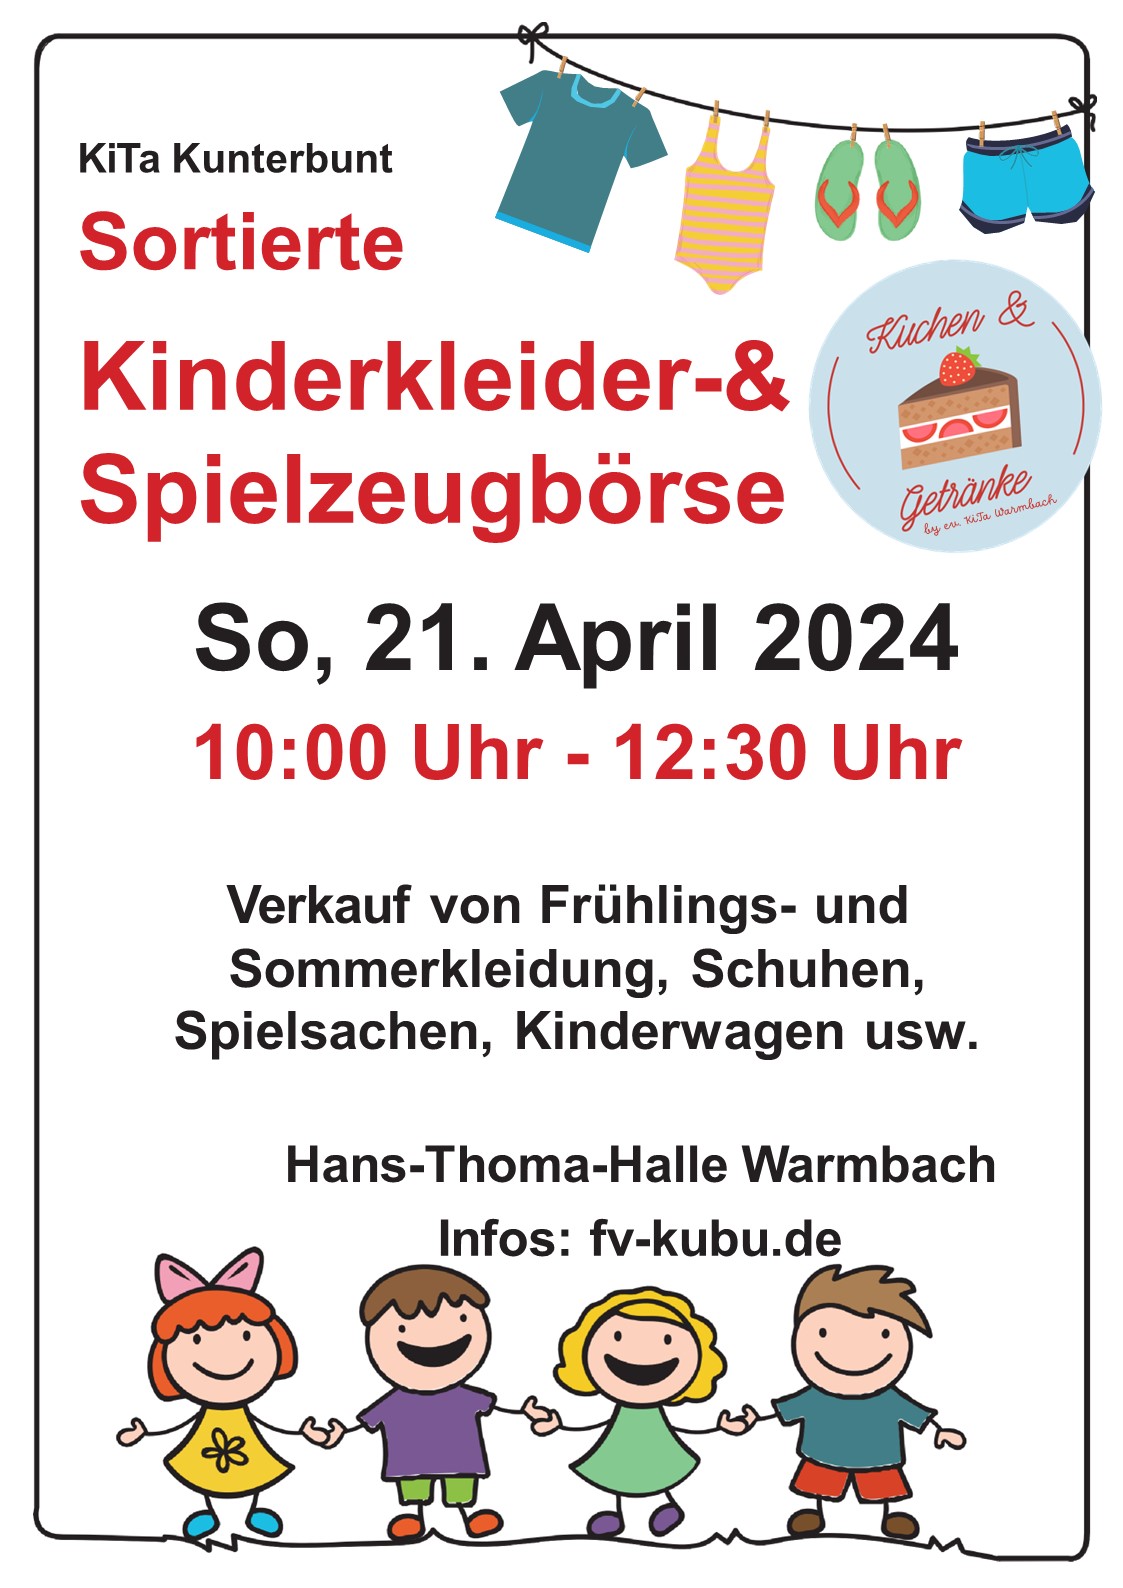 KiTa Kunterbunt
Sortierte
Kinderkleider-&
Spielzeugbörse
Kuchen &
Getränke
by ev. KiTa Warmbach
So, 21. April 2024
10:00 Uhr - 12:30 Uhr
Verkauf von Frühlings- und
Sommerkleidung, Schuhen,
Spielsachen, Kinderwagen usw.
Hans-Thoma-Halle Warmbach
Infos: fv-kubu.de